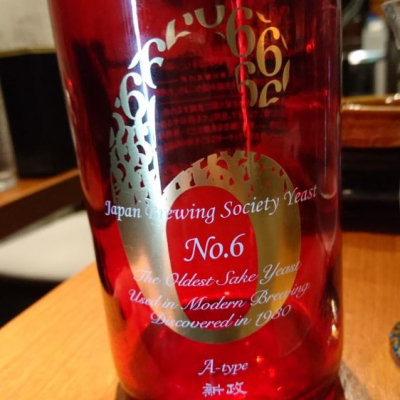 Japan Brewing Society Yeast
No.6
The Oldest Sake Yeast
Used in Modern Brewing
Discovered in 1930
A-type
新政